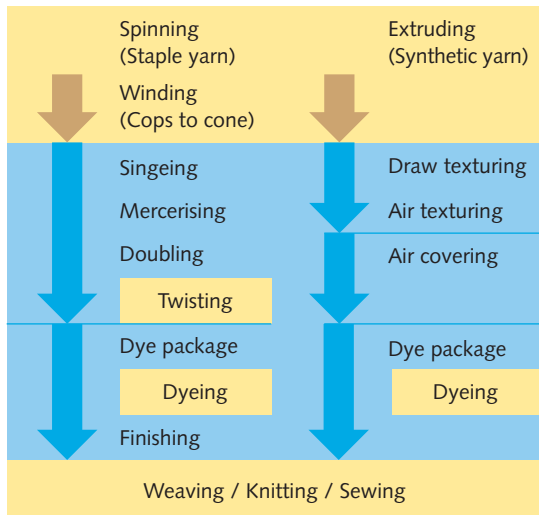 Spinning
(Staple yarn)
Winding
(Cops to cone)
Singeing
Mercerising
Doubling
Twisting
Dye package
Dyeing
Finishing
Extruding
(Synthetic yarn)
Draw texturing
Air texturing
Air covering
Dye package
Dyeing
Weaving / Knitting / Sewing